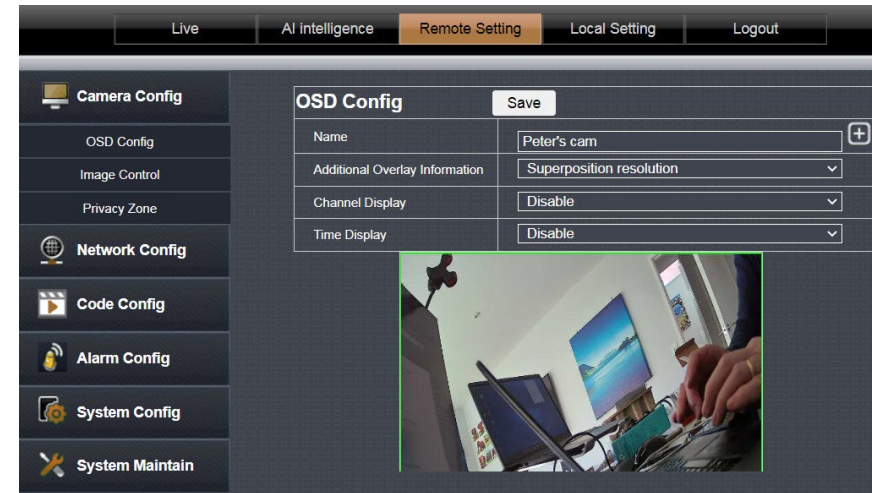 Live AI intelligence Remote Setting Local Setting Logout
Camera Config
OSD Config
Image Control
Privacy Zone
Network Config
Code Config
Alarm Config
System Config
System Maintain
OSD Config Save
Name Peter's cam
Additional Overlay Information Superposition resolution
Channel Display Disable
Time Display Disable